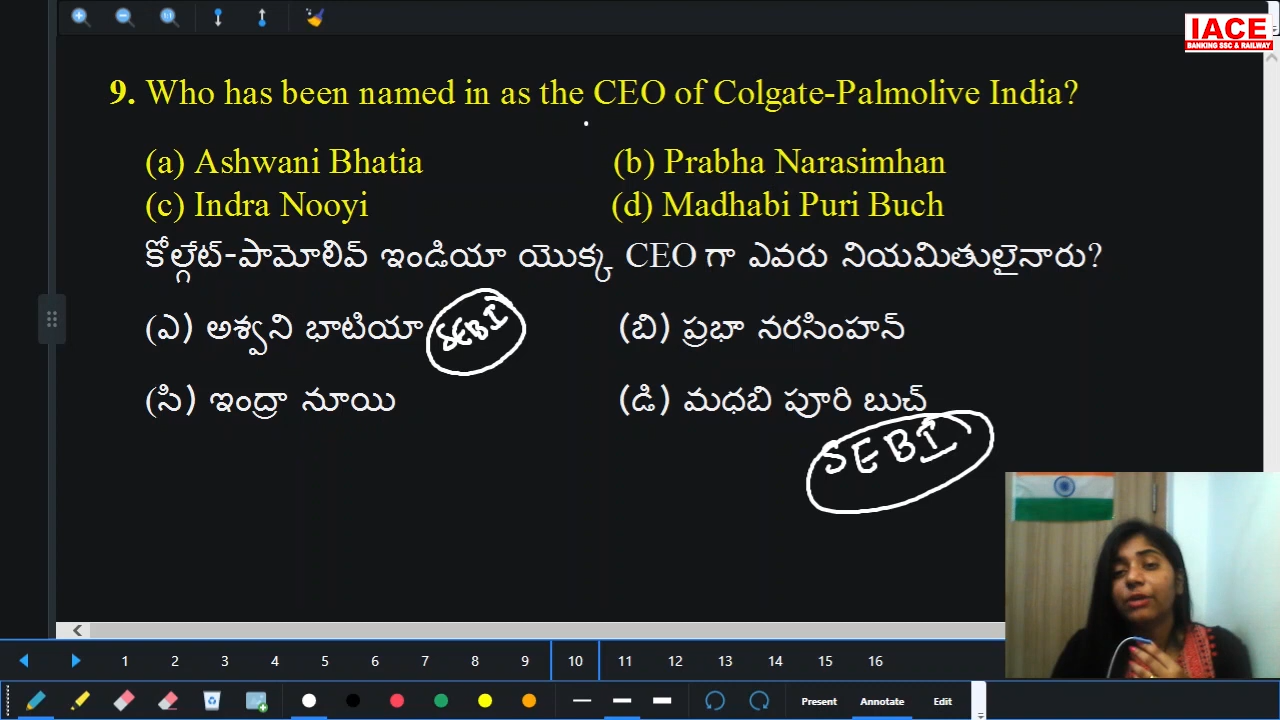 IACE
BANKING SSC & RAILWAY
9. Who has been named in as the CEO of Colgate-Palmolive India?
(a) Ashwani Bhatia (b) Prabha Narasimhan
(c) Indra Nooyi (d) Madhabi Puri Buch
కోల్గేట్-పామోలివ్ ఇండియా యొక్క CEO గా ఎవరు నియమితులైనారు?
(ఎ) అశ్వని భాటియా SEBI (బి) ప్రభా నరసింహన్
(సి) ఇంద్రా నూయి (డి) మధబి పూరి బుచ్
SEBI
1 2 3 4 5 6 7 8 9 10 11 12 13 14 15 16
Present Annotate Edit